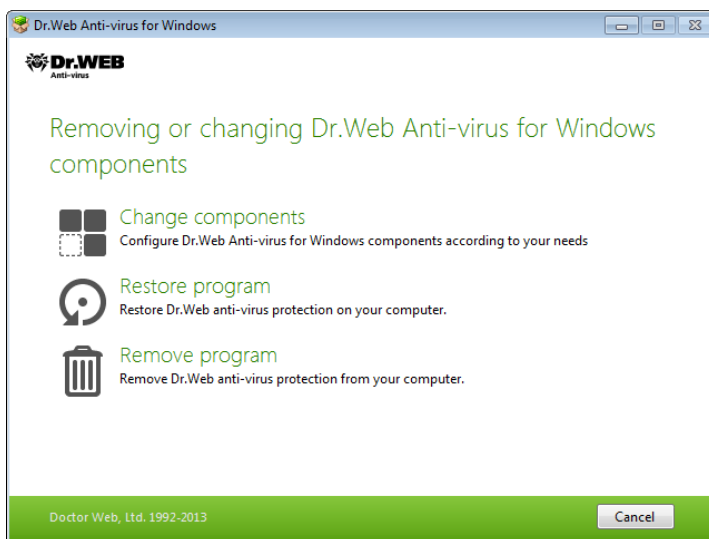 Dr.Web Anti-virus for Windows
Dr.WEB
Anti-virus
Removing or changing Dr.Web Anti-virus for Windows
components
Change components
Configure Dr.Web Anti-virus for Windows components according to your needs
Restore program
Restore Dr.Web anti-virus protection on your computer.
Remove program
Remove Dr.Web anti-virus protection from your computer.
Doctor Web, Ltd. 1992-2013
Cancel